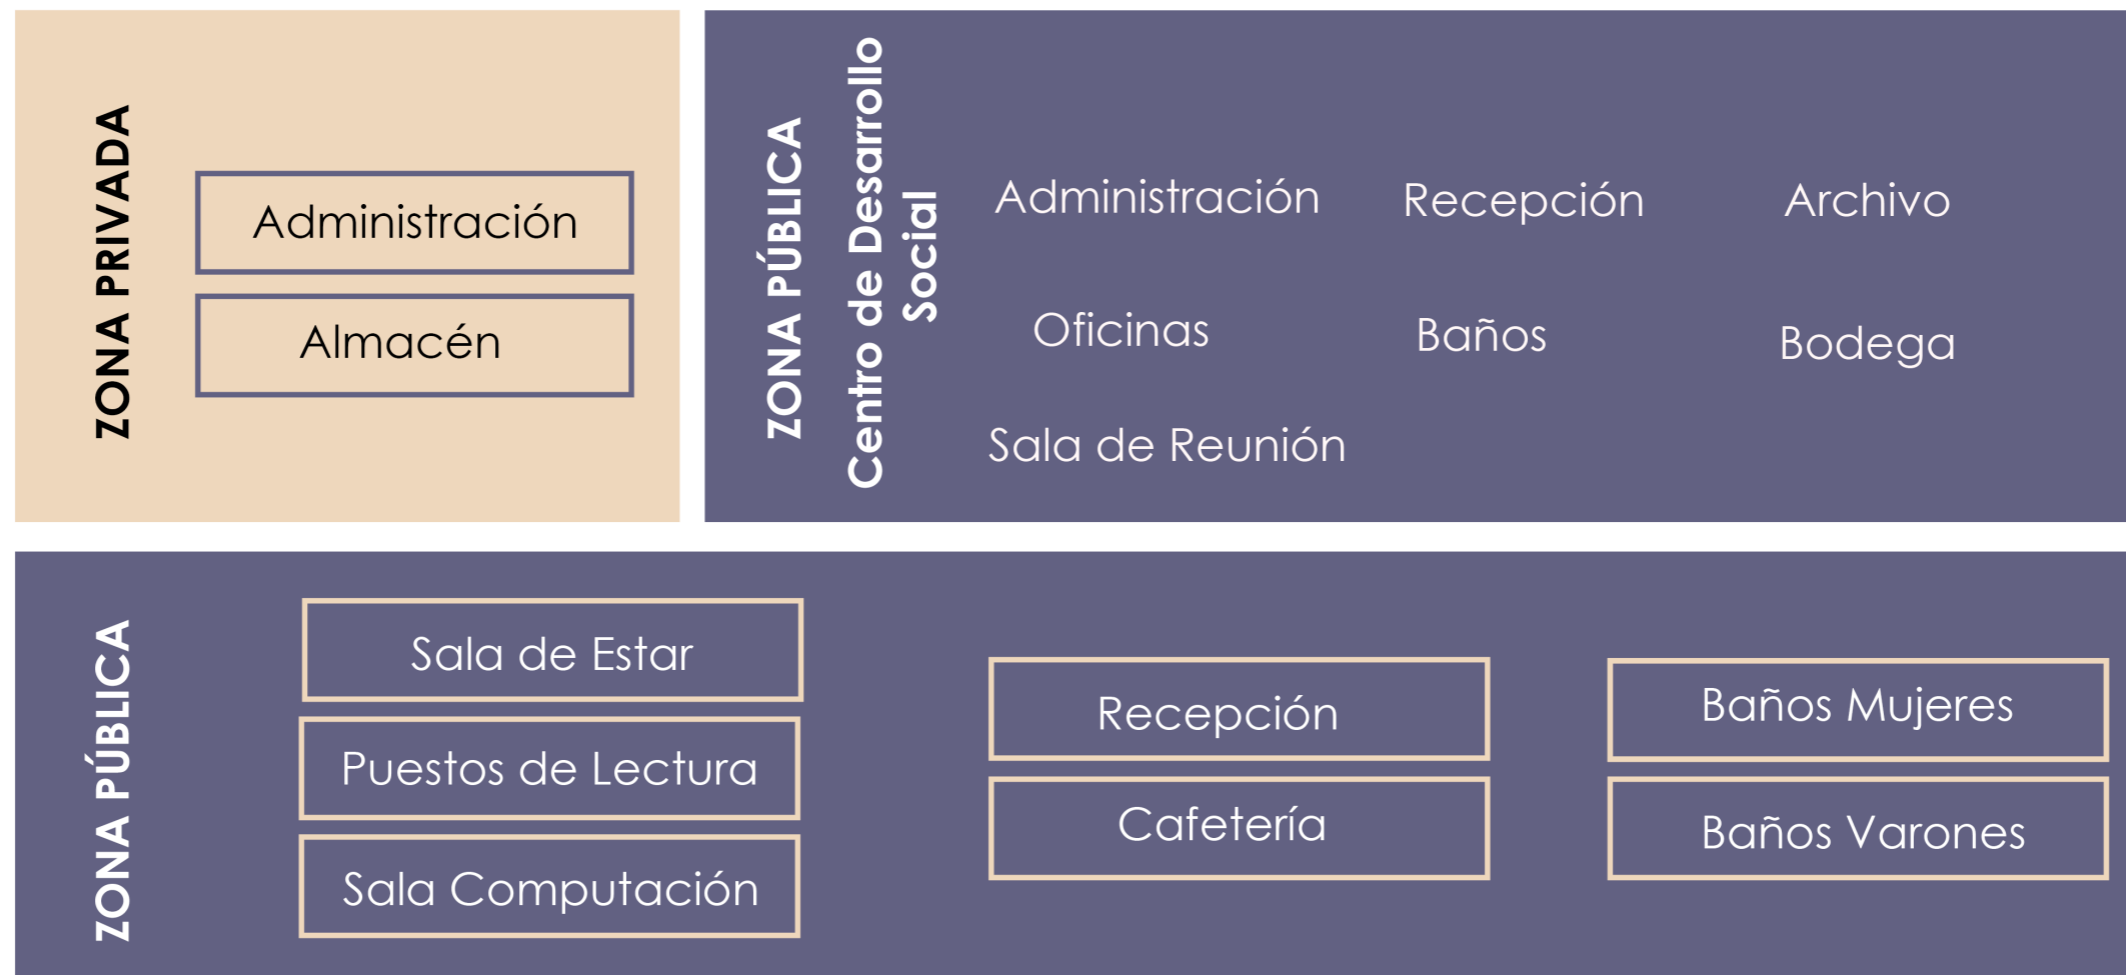 ZONA PRIVADA
Administración
Almacén
ZONA PÚBLICA
Centro de Desarrollo
Social
Administración
Recepción
Archivo
Oficinas
Baños
Bodega
Sala de Reunión
ZONA PÚBLICA
Sala de Estar
Puestos de Lectura
Sala Computación
Recepción
Cafetería
Baños Mujeres
Baños Varones